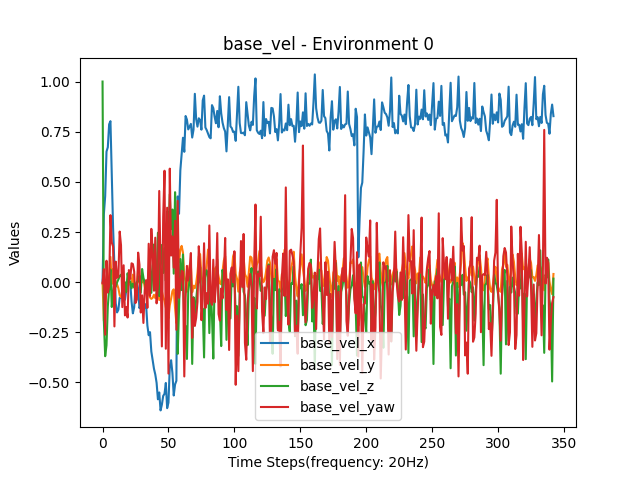 base_vel - Environment 0
1.00
0.75
0.50
0.25
0.00
−0.25
−0.50
Values
base_vel_x
base_vel_y
base_vel_z
base_vel_yaw
0 50 100 150 200 250 300 350
Time Steps(frequency: 20Hz)